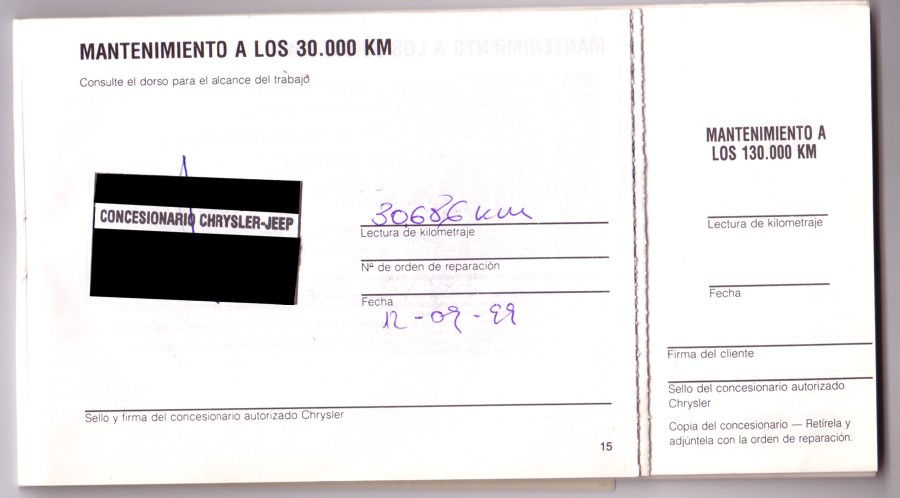 MANTENIMIENTO A LOS 30.000 KM
Consulte el dorso para el alcance del trabajo
CONCESIONARIO CHRYSLER-JEEP
30.686 km
Lectura de kilometraje
Nº de orden de reparación
Fecha
12 - 09 - 99
Sello y firma del concesionario autorizado Chrysler
15
MANTENIMIENTO A
LOS 130.000 KM
Lectura de kilometraje
Fecha
Firma del cliente
Sello del concesionario autorizado
Chrysler
Copia del concesionario — Retírela y
adjúntela con la orden de reparación.